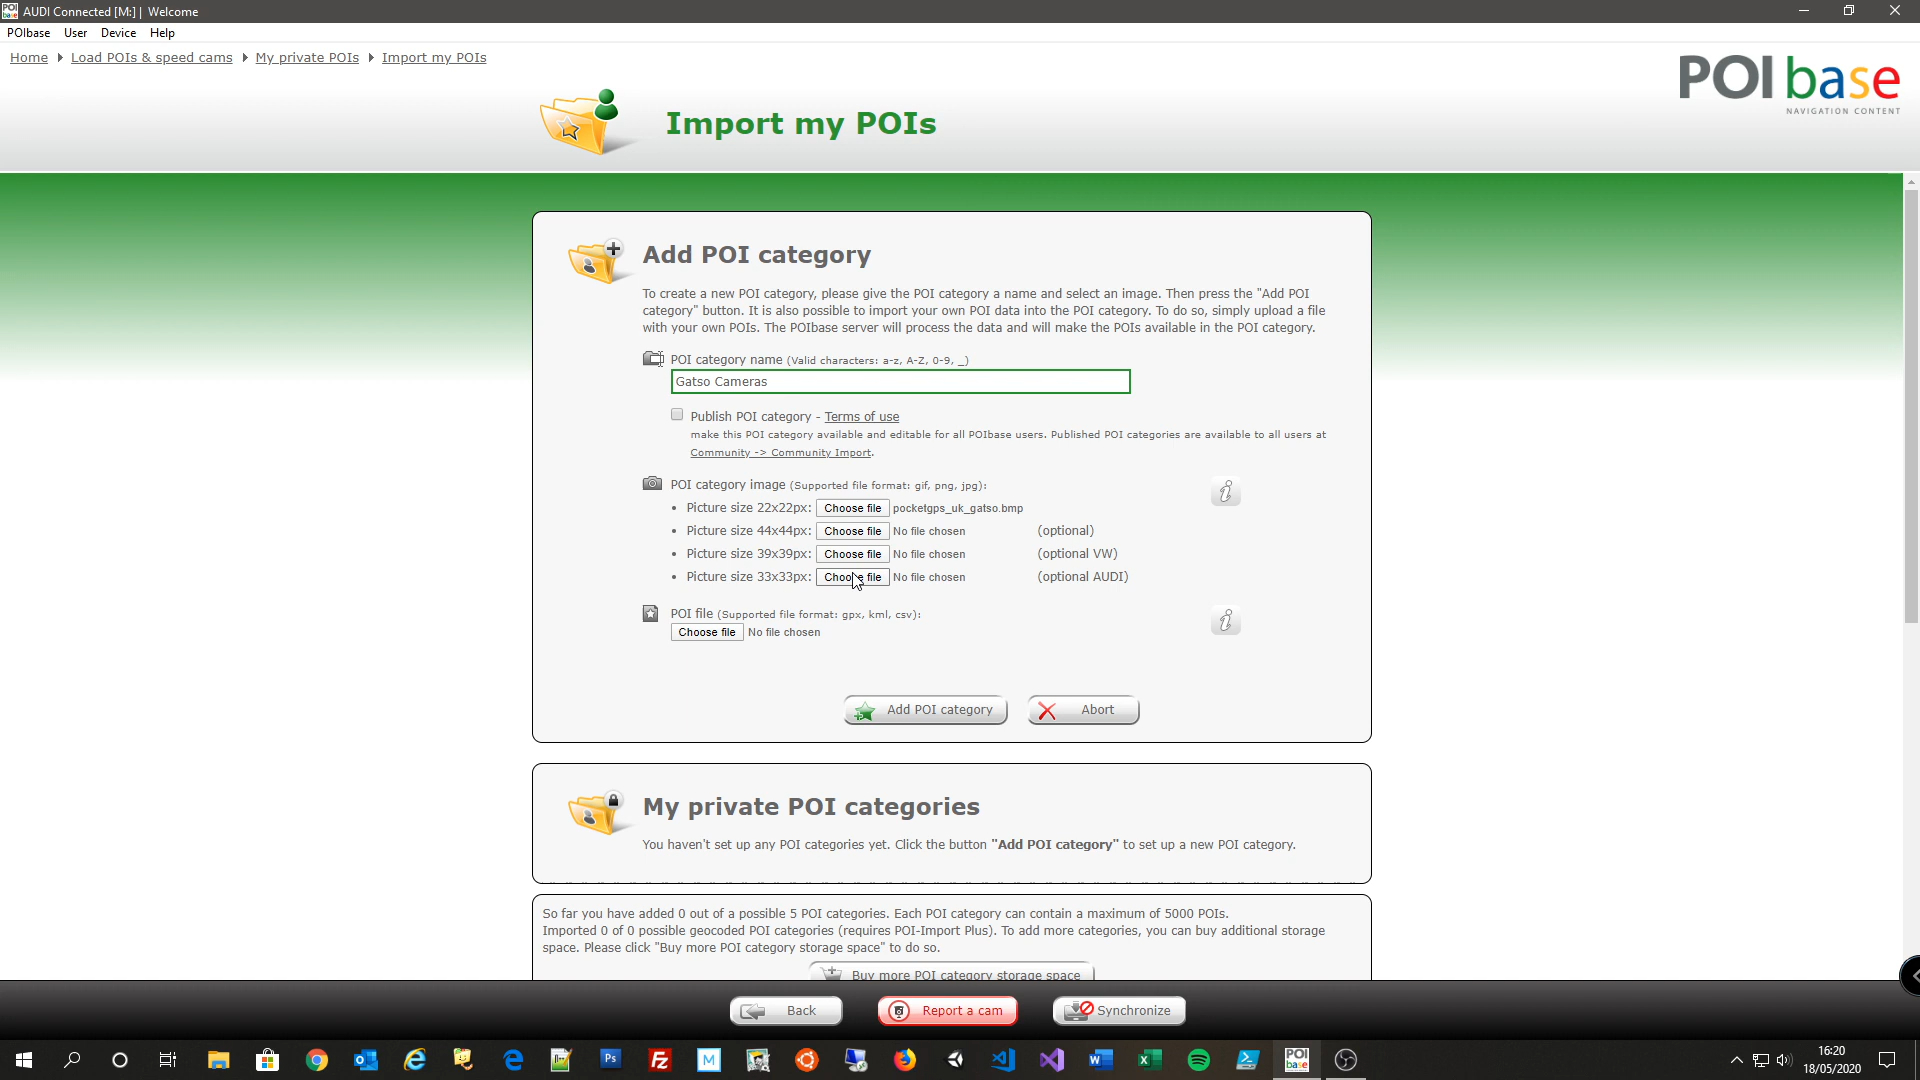 POI base AUDI Connected [M:] | Welcome
POIbase User Device Help
Home Load POIs & speed cams My private POIs Import my POIs
POIbase
NAVIGATION CONTENT
Import my POIs
Add POI category
To create a new POI category, please give the POI category a name and select an image. Then press the "Add POI
category" button. It is also possible to import your own POI data into the POI category. To do so, simply upload a file
with your own POIs. The POIbase server will process the data and will make the POIs available in the POI category.
POI category name (Valid characters: a-z, A-Z, 0-9, _)
Gatso Cameras
Publish POI category - Terms of use
make this POI category available and editable for all POIbase users. Published POI categories are available to all users at
Community -> Community Import.
POI category image (Supported file format: gif, png, jpg):
• Picture size 22x22px: Choose file pocketgps_uk_gatso.bmp
• Picture size 44x44px: Choose file No file chosen (optional)
• Picture size 39x39px: Choose file No file chosen (optional VW)
• Picture size 33x33px: Choose file No file chosen (optional AUDI)
POI file (Supported file format: gpx, kml, csv):
Choose file No file chosen
Add POI category Abort
My private POI categories
You haven't set up any POI categories yet. Click the button "Add POI category" to set up a new POI category.
So far you have added 0 out of a possible 5 POI categories. Each POI category can contain a maximum of 5000 POIs.
Imported 0 of 0 possible geocoded POI categories (requires POI-Import Plus). To add more categories, you can buy additional storage
space. Please click "Buy more POI category storage space" to do so.
Buy more POI category storage space
Back Report a cam Synchronize
Ps M POI base 16:20
18/05/2020